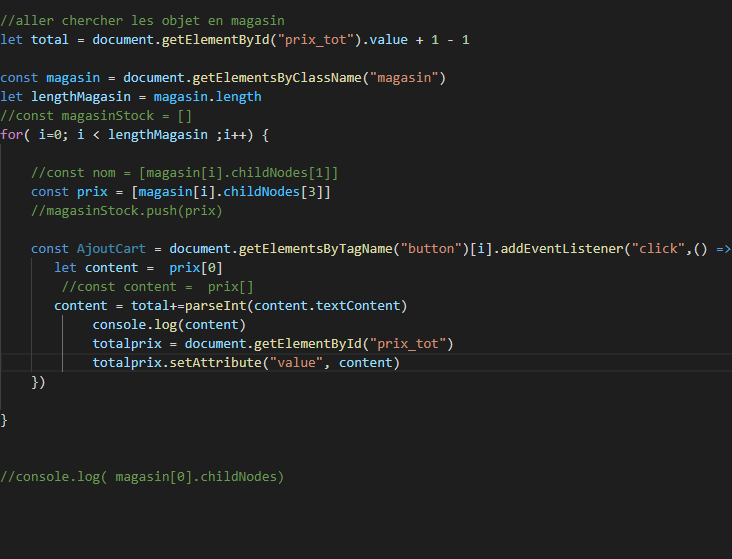 //aller chercher les objet en magasin
let total = document.getElementById("prix_tot").value + 1 - 1
const magasin = document.getElementsByClassName("magasin")
let lengthMagasin = magasin.length
//const magasinStock = []
for( i=0; i < lengthMagasin ;i++) {
//const nom = [magasin[i].childNodes[1]]
const prix = [magasin[i].childNodes[3]]
//magasinStock.push(prix)
const AjoutCart = document.getElementsByTagName("button")[i].addEventListener("click",() =>
let content =  prix[0]
//const content =  prix[]
content = total+=parseInt(content.textContent)
console.log(content)
totalprix = document.getElementById("prix_tot")
totalprix.setAttribute("value", content)
})
}
//console.log( magasin[0].childNodes)